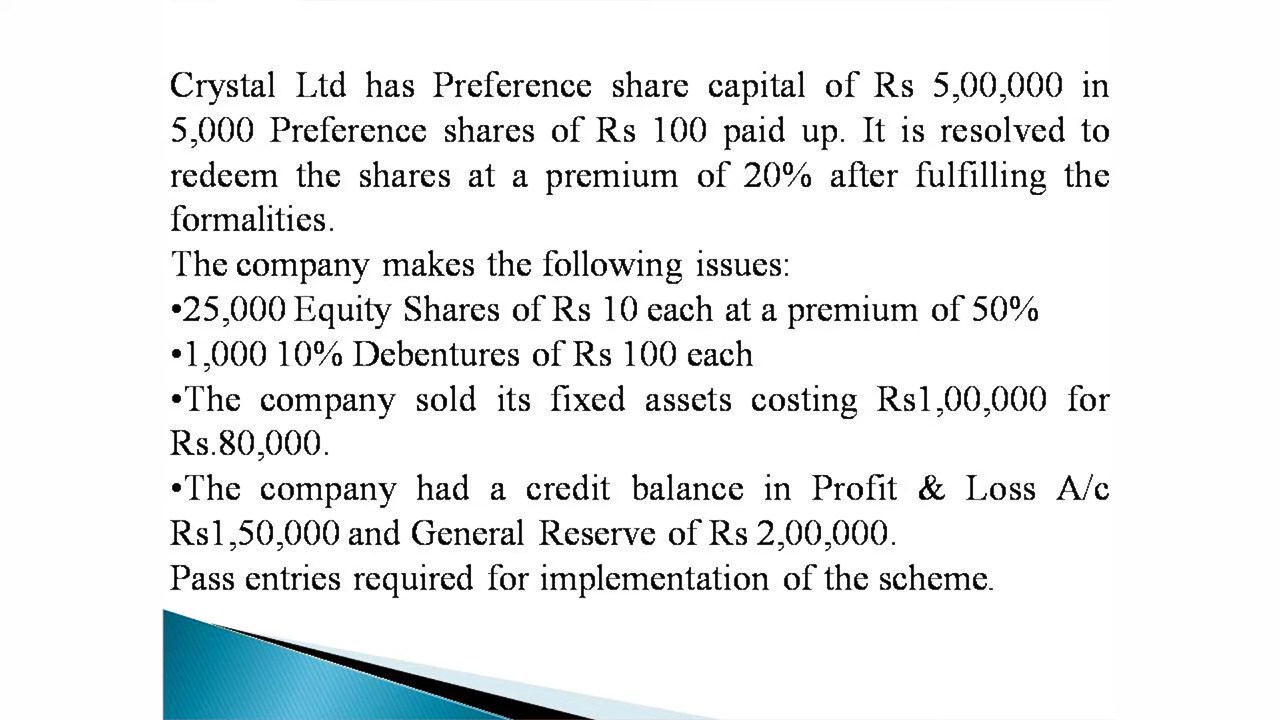 Crystal Ltd has Preference share capital of Rs 5,00,000 in
5,000 Preference shares of Rs 100 paid up. It is resolved to
redeem the shares at a premium of 20% after fulfilling the
formalities.
The company makes the following issues:
•25,000 Equity Shares of Rs 10 each at a premium of 50%
•1,000 10% Debentures of Rs 100 each
•The company sold its fixed assets costing Rs1,00,000 for
Rs.80,000.
•The company had a credit balance in Profit & Loss A/c
Rs1,50,000 and General Reserve of Rs 2,00,000.
Pass entries required for implementation of the scheme.